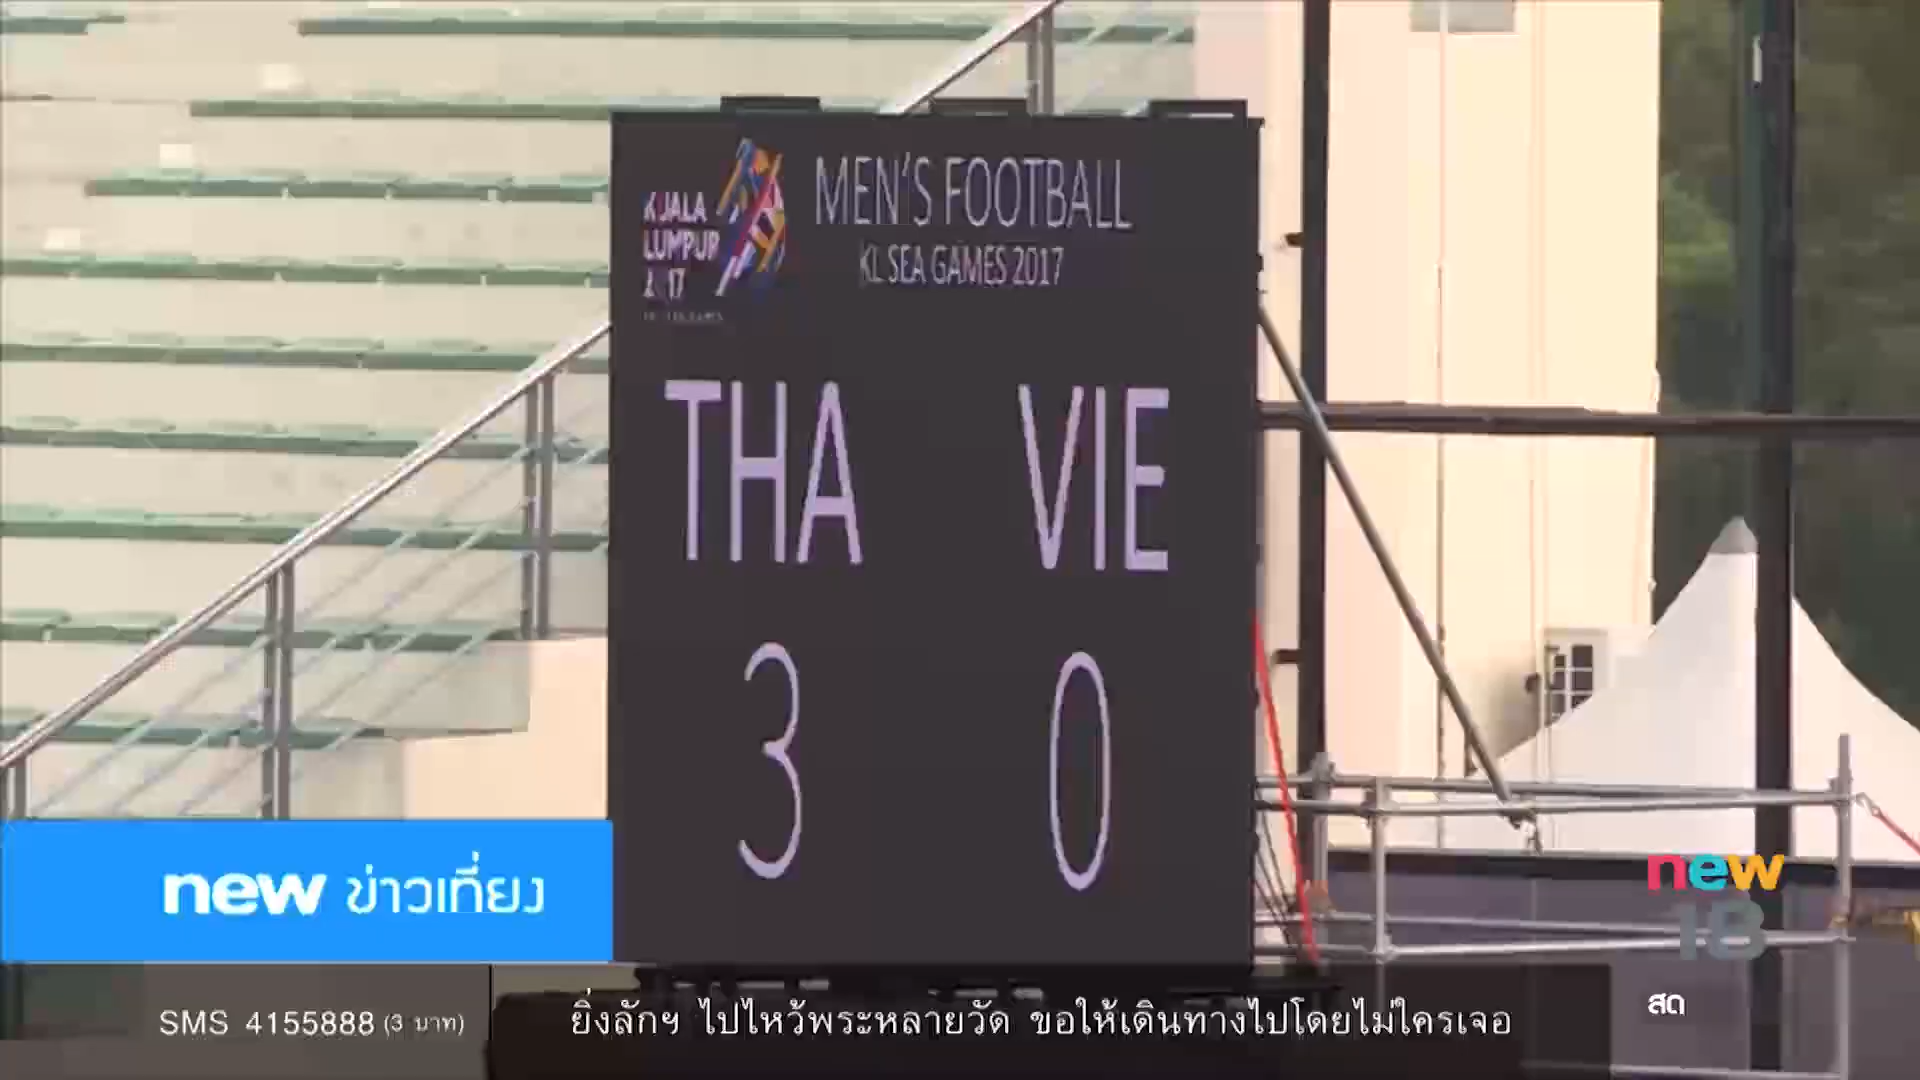 KUALA
LUMPUR
2017
MEN'S FOOTBALL
KL SEA GAMES 2017
THA VIE
3 0
new ข่าวเที่ยง
new
18
สด
SMS 4155888 (3 บาท)
ยิ่งลักฯ ไปไหว้พระหลายวัด ขอให้เดินทางไปโดยไม่ใครเจอ